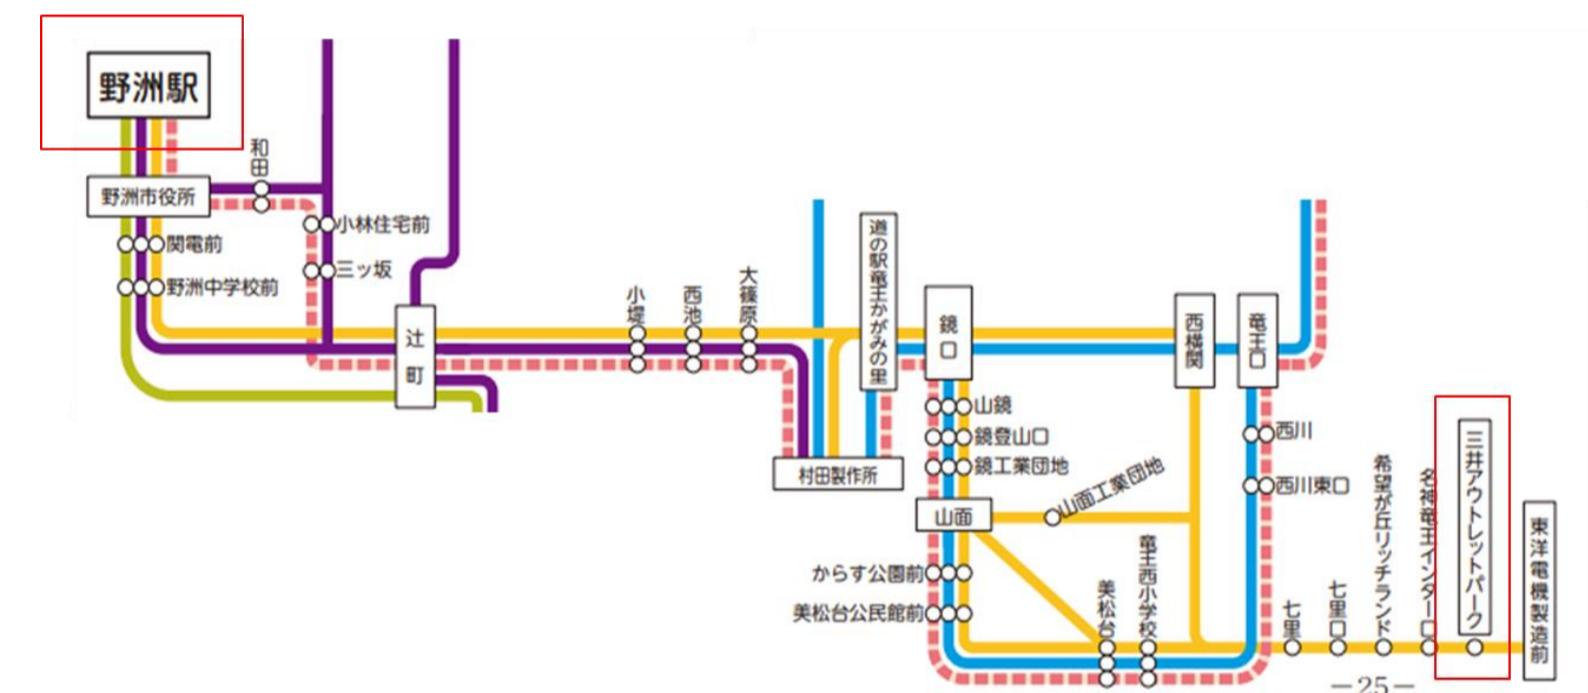 野洲駅
野洲市役所
和田
関電前
野洲中学校前
小林住宅前
三ッ坂
辻町
小堤
西池
大篠原
道の駅竜王かがみの里
村田製作所
鏡口
山鏡
鏡登山口
鏡工業団地
山面
山面工業団地
からす公園前
美松台公民館前
美松台
竜王西小学校
西横関
竜王口
西川
西川東口
七里
七里口
希望が丘リッチランド
名神竜王インター口
三井アウトレットパーク
東洋電機製造前
−25−